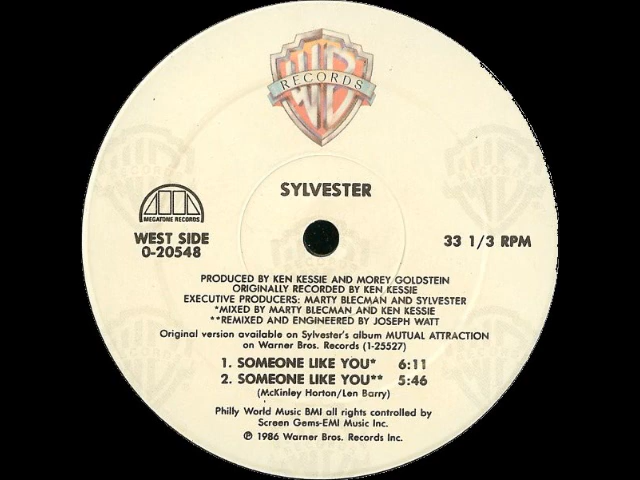 WB
RECORDS
SYLVESTER
MEGATONE RECORDS
WEST SIDE
0-20548
33 1/3 RPM
PRODUCED BY KEN KESSIE AND MOREY GOLDSTEIN
ORIGINALLY RECORDED BY KEN KESSIE
EXECUTIVE PRODUCERS: MARTY BLECMAN AND SYLVESTER
*MIXED BY MARTY BLECMAN AND KEN KESSIE
**REMIXED AND ENGINEERED BY JOSEPH WATT
Original version available on Sylvester's album MUTUAL ATTRACTION
on Warner Bros. Records (1-25527)
1. SOMEONE LIKE YOU* 6:11
2. SOMEONE LIKE YOU** 5:46
(McKinley Horton/Len Barry)
Philly World Music BMI all rights controlled by
Screen Gems-EMI Music Inc.
℗ 1986 Warner Bros. Records Inc.